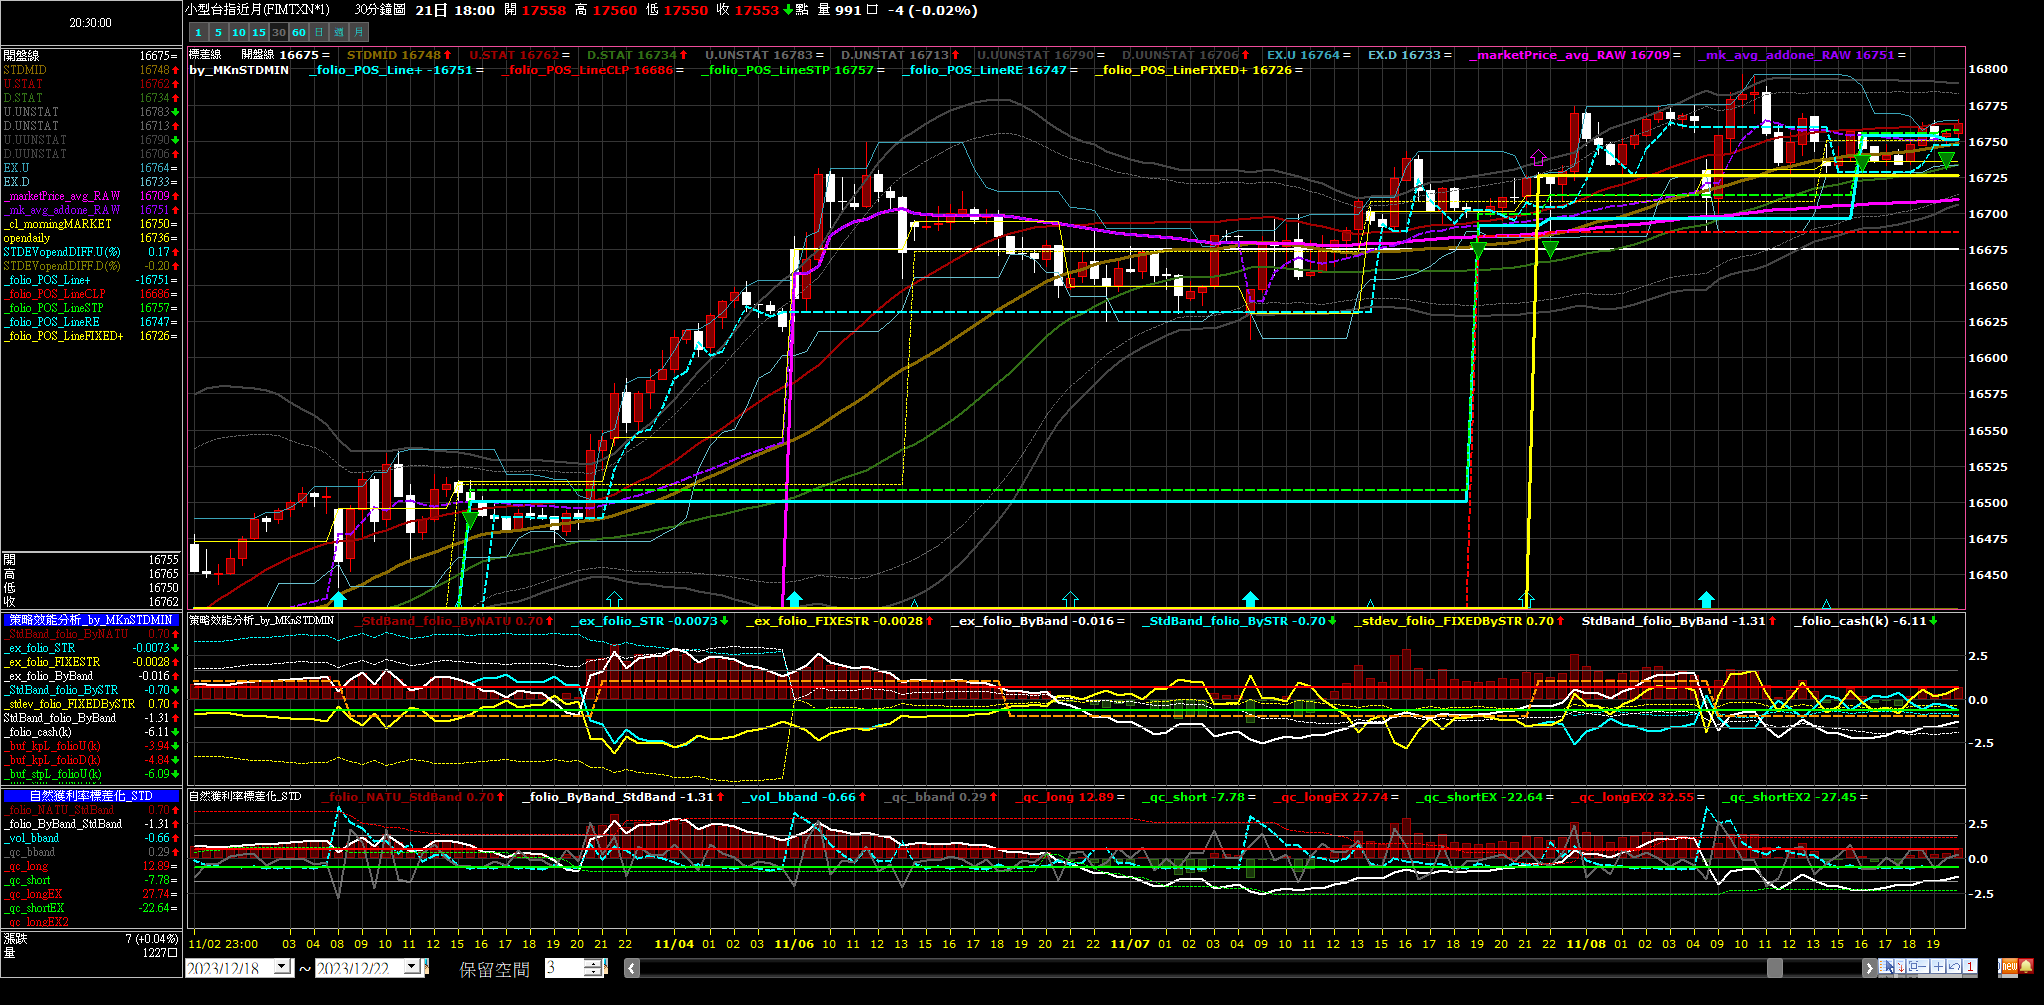 20:30:00
小型台指近月(FIMTXN*1) 30分鐘圖 21日 18:00 開 17558 高 17560 低 17550 收 17553 點 量 991口 -4 (-0.02%)
1 5 10 15 30 60 日 週 月
標差線 開盤線 16675 = STDMID 16748 U.STAT 16762 = D.STAT 16734 U.UNSTAT 16783 = D.UNSTAT 16713 U.UUNSTAT 16790 = D.UUNSTAT 16706 EX.U 16764 = EX.D 16733 = _marketPrice_avg_RAW 16709 = _mk_avg_addone_RAW 16751 =
by_MKnSTDMIN _folio_POS_Line+ -16751 = _folio_POS_LineCLP 16686 = _folio_POS_LineSTP 16757 = _folio_POS_LineRE 16747 = _folio_POS_LineFIXED+ 16726 =
開盤線 16675=
STDMID 16748
U.STAT 16762
D.STAT 16734
U.UNSTAT 16783
D.UNSTAT 16713
U.UUNSTAT 16790
D.UUNSTAT 16706
EX.U 16764=
EX.D 16733=
_marketPrice_avg_RAW 16709
_mk_avg_addone_RAW 16751
_cl_morningMARKET 16750=
opendaily 16736=
STDEVopendDIFF.U(%) 0.17
STDEVopendDIFF.D(%) -0.20
_folio_POS_Line+ -16751=
_folio_POS_LineCLP 16686=
_folio_POS_LineSTP 16757=
_folio_POS_LineRE 16747=
_folio_POS_LineFIXED+ 16726=
開 16755
高 16765
低 16750
收 16762
16800
16775
16750
16725
16700
16675
16650
16625
16600
16575
16550
16525
16500
16475
16450
策略效能分析_by_MKnSTDMIN
_StdBand_folio_ByNATU 0.70
_ex_folio_STR -0.0073
_ex_folio_FIXESTR -0.0028
_ex_folio_ByBand -0.016=
_StdBand_folio_BySTR -0.70
_stdev_folio_FIXEDBySTR 0.70
StdBand_folio_ByBand -1.31
_folio_cash(k) -6.11
_buf_kpL_folioU(k) -3.94
_buf_kpL_folioD(k) -4.84
_buf_stpL_folioU(k) -6.09
策略效能分析_by_MKnSTDMIN _StdBand_folio_ByNATU 0.70 _ex_folio_STR -0.0073 _ex_folio_FIXESTR -0.0028 _ex_folio_ByBand -0.016 = _StdBand_folio_BySTR -0.70 _stdev_folio_FIXEDBySTR 0.70 StdBand_folio_ByBand -1.31 _folio_cash(k) -6.11
2.5
0.0
-2.5
自然獲利率標差化_STD
_folio_NATU_StdBand 0.70
_folio_ByBand_StdBand -1.31
_vol_bband -0.66
_qc_bband 0.29
_qc_long 12.89=
_qc_short -7.78=
_qc_longEX 27.74=
_qc_shortEX -22.64=
_qc_longEX2
自然獲利率標差化_STD _folio_NATU_StdBand 0.70 _folio_ByBand_StdBand -1.31 _vol_bband -0.66 _qc_bband 0.29 _qc_long 12.89 = _qc_short -7.78 = _qc_longEX 27.74 = _qc_shortEX -22.64 = _qc_longEX2 32.55 = _qc_shortEX2 -27.45 =
2.5
0.0
-2.5
漲跌 7 (+0.04%)
量 1227口
11/02 23:00 03 04 08 09 10 11 12 15 16 17 18 19 20 21 22 11/04 01 02 03 11/06 10 11 12 13 15 16 17 18 19 20 21 22 11/07 01 02 03 04 09 10 11 12 13 15 16 17 18 19 20 21 22 11/08 01 02 03 04 09 10 11 12 13 15 16 17 18 19
2023/12/18 ~ 2023/12/22 保留空間 3
1 new